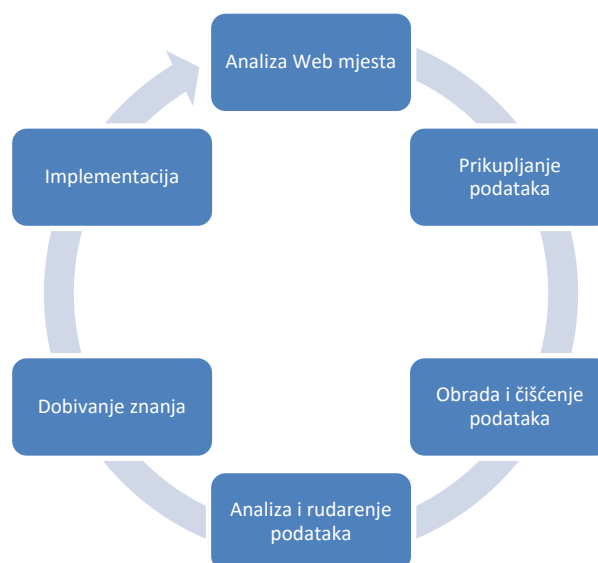 Analiza Web mjesta
Prikupljanje
podataka
Obrada i čišćenje
podataka
Analiza i rudarenje
podataka
Dobivanje znanja
Implementacija